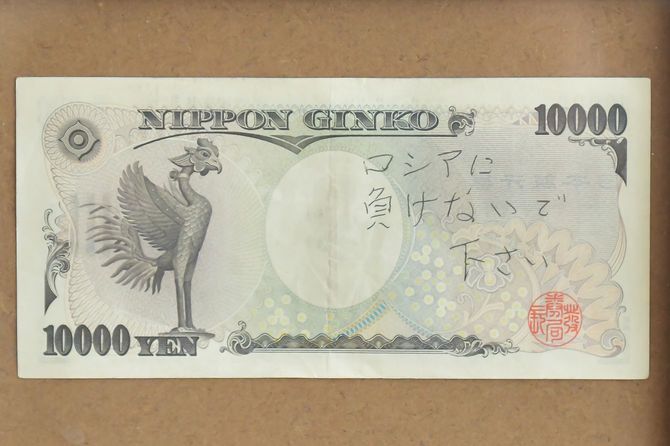 NIPPON GINKO
10000
ロシアに
負けないで
下さい
10000 YEN